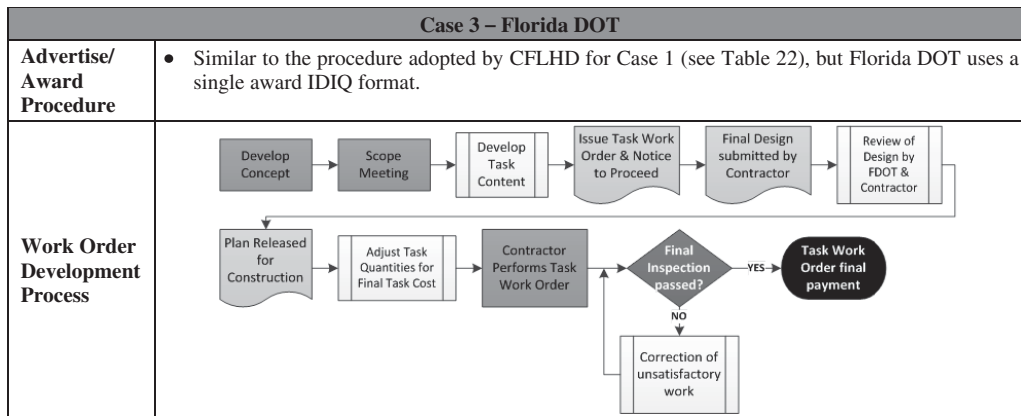 Case 3 – Florida DOT
Advertise/
Award
Procedure
• Similar to the procedure adopted by CFLHD for Case 1 (see Table 22), but Florida DOT uses a
single award IDIQ format.
Work Order
Development
Process
Develop
Concept
Scope
Meeting
Develop
Task
Content
Issue Task Work
Order & Notice
to Proceed
Final Design
submitted by
Contractor
Review of
Design by
FDOT &
Contractor
Plan Released
for
Construction
Adjust Task
Quantities for
Final Task Cost
Contractor
Performs Task
Work Order
Final
Inspection
passed?
YES
Task Work
Order final
payment
NO
Correction of
unsatisfactory
work